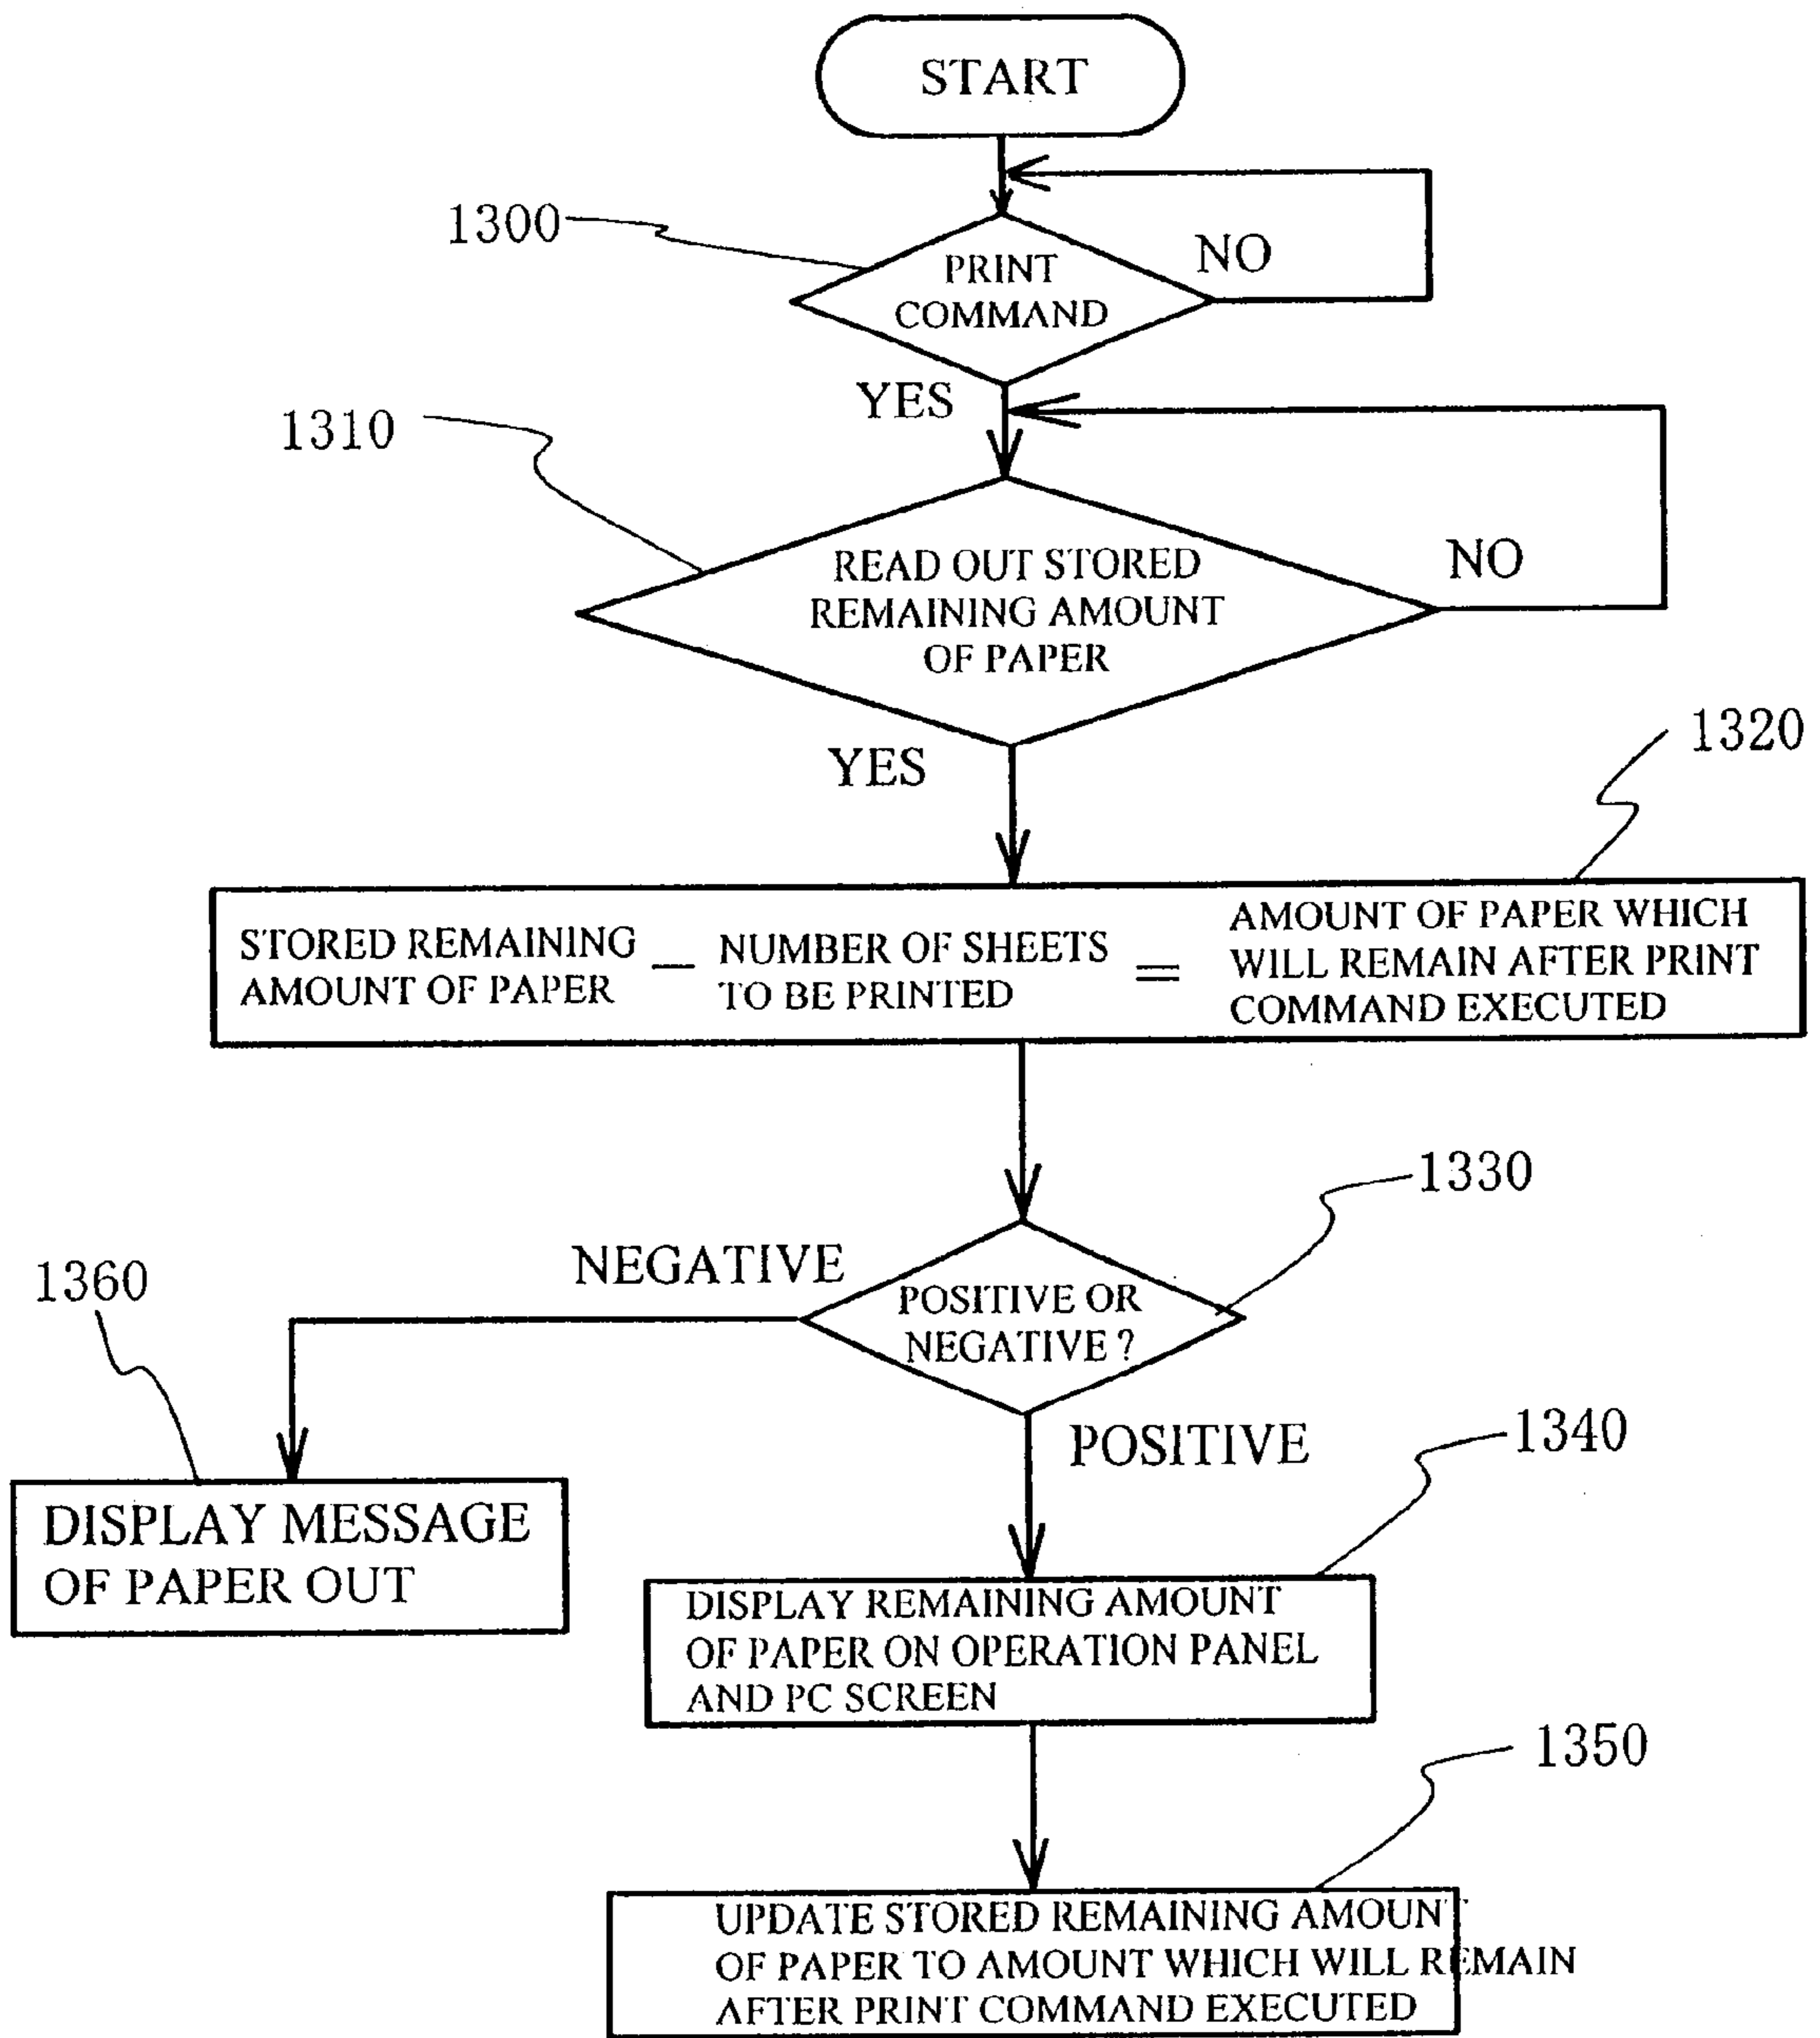 START
1300
PRINT
COMMAND
NO
YES
1310
READ OUT STORED
REMAINING AMOUNT
OF PAPER
NO
YES
1320
STORED REMAINING
AMOUNT OF PAPER
−
NUMBER OF SHEETS
TO BE PRINTED
=
AMOUNT OF PAPER WHICH
WILL REMAIN AFTER PRINT
COMMAND EXECUTED
1330
POSITIVE OR
NEGATIVE ?
NEGATIVE
1360
DISPLAY MESSAGE
OF PAPER OUT
POSITIVE
1340
DISPLAY REMAINING AMOUNT
OF PAPER ON OPERATION PANEL
AND PC SCREEN
1350
UPDATE STORED REMAINING AMOUNT
OF PAPER TO AMOUNT WHICH WILL REMAIN
AFTER PRINT COMMAND EXECUTED